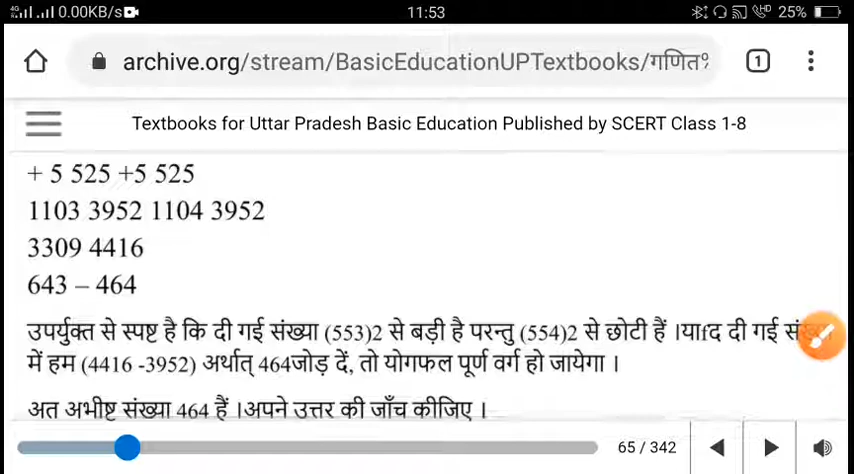 4G 0.00KB/s 11:53 HD 25%
archive.org/stream/BasicEducationUPTextbooks/गणित% 1
Textbooks for Uttar Pradesh Basic Education Published by SCERT Class 1-8
+ 5 525 +5 525
1103 3952 1104 3952
3309 4416
643 – 464
उपर्युक्त से स्पष्ट है कि दी गई संख्या (553)2 से बड़ी है परन्तु (554)2 से छोटी हैं ।याfद दी गई
में हम (4416 -3952) अर्थात् 464जोड़ दें, तो योगफल पूर्ण वर्ग हो जायेगा ।
अत अभीष्ट संख्या 464 हैं ।अपने उत्तर की जाँच कीजिए ।
65 / 342